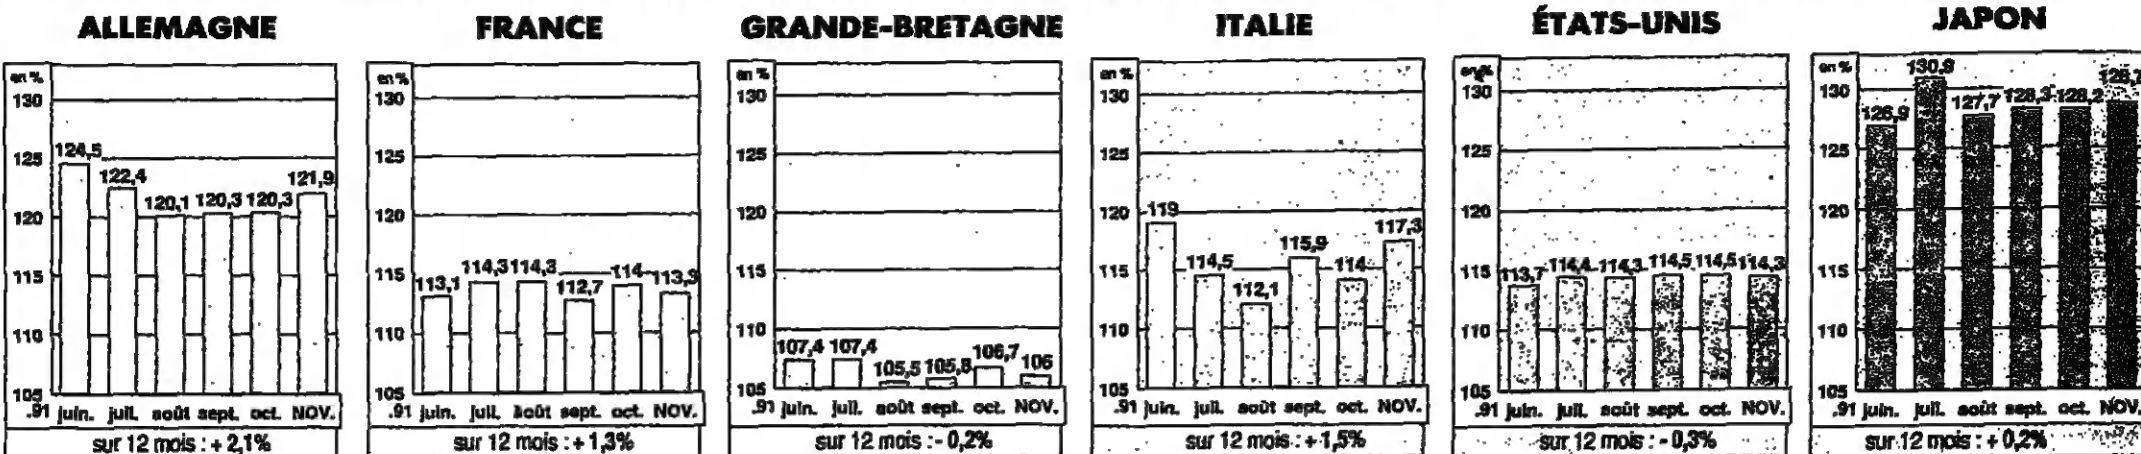 ALLEMAGNE
en %
130
125
120
115
110
105
124,5
122,4
120,1
120,3
120,3
121,9
.91 juin. juil. août sept. oct. NOV.
sur 12 mois : + 2,1%
FRANCE
en %
130
125
120
115
110
105
113,1
114,3
114,3
112,7
114
113,3
.91 juin. juil. août sept. oct. NOV.
sur 12 mois : + 1,3%
GRANDE-BRETAGNE
en %
130
125
120
115
110
105
107,4
107,4
105,5
105,8
106,7
106
.91 juin. juil. août sept. oct. NOV.
sur 12 mois : - 0,2%
ITALIE
en %
130
125
120
115
110
105
119
114,5
112,1
115,9
114
117,3
.91 juin. juil. août sept. oct. NOV.
sur 12 mois : + 1,5%
ÉTATS-UNIS
en %
130
125
120
115
110
105
113,7
114,4
114,3
114,5
114,5
114,3
.91 juin. juil. août sept. oct. NOV.
sur 12 mois : - 0,3%
JAPON
en %
130
125
120
115
110
105
126,9
130,8
127,7
128,3
128,2
.91 juin. juil. août sept. oct. NOV.
sur 12 mois : + 0,2%